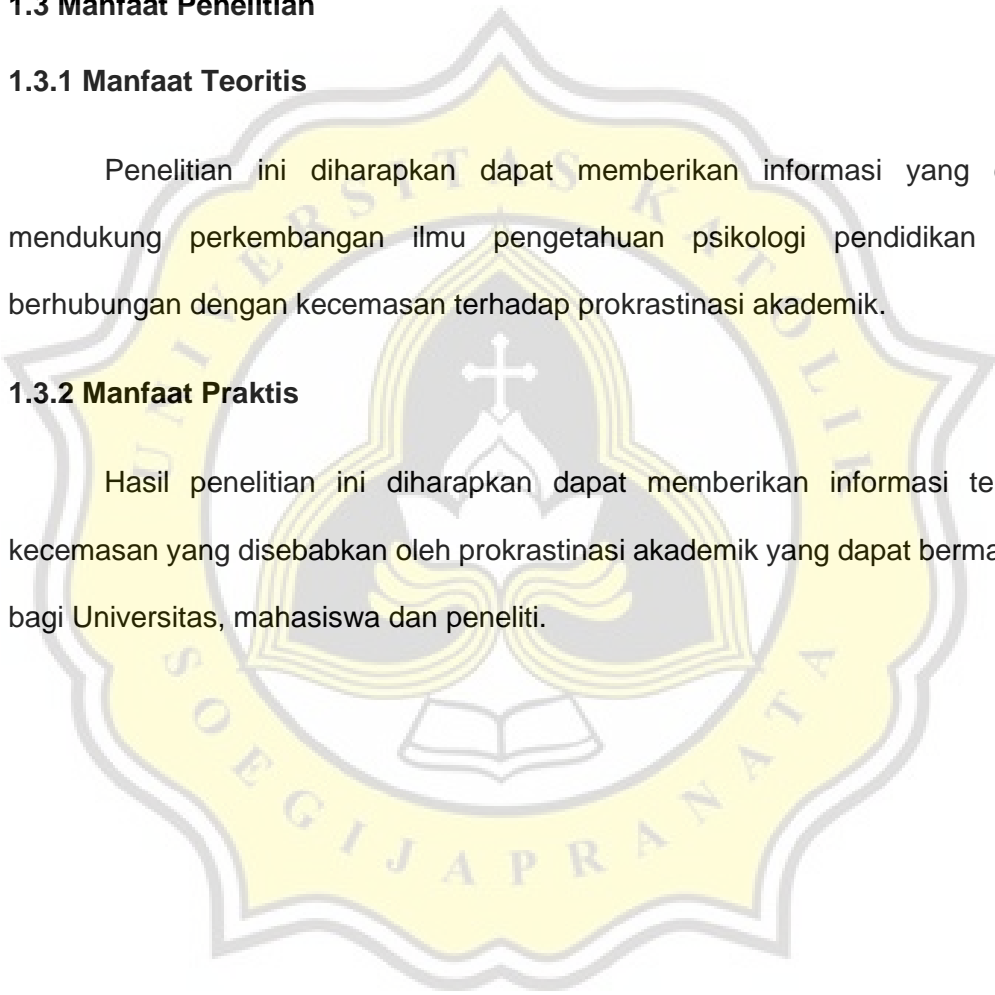 1.3 Manfaat Penelitian
1.3.1 Manfaat Teoritis
Penelitian ini diharapkan dapat memberikan informasi yang
mendukung perkembangan ilmu pengetahuan psikologi pendidikan
berhubungan dengan kecemasan terhadap prokrastinasi akademik.
1.3.2 Manfaat Praktis
Hasil penelitian ini diharapkan dapat memberikan informasi
kecemasan yang disebabkan oleh prokrastinasi akademik yang dapat
bagi Universitas, mahasiswa dan peneliti.
UNIVERSITAS KATOLIK
SOEGIJAPRANATA